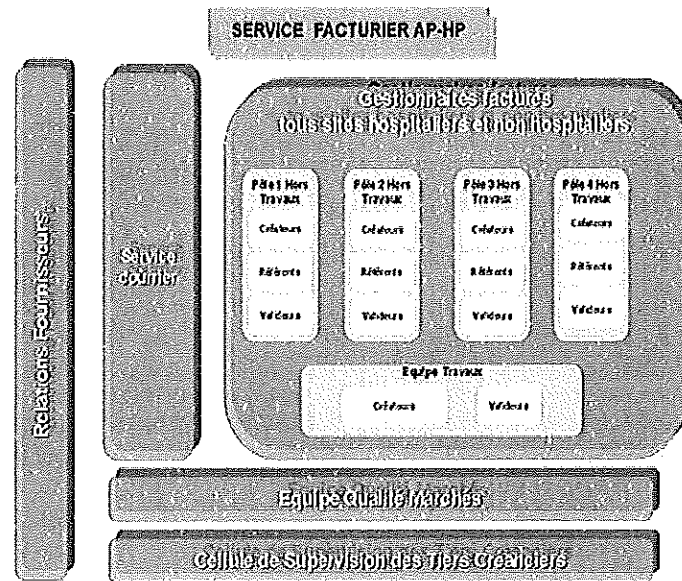 SERVICE FACTURIER AP-HP
Relations Fournisseurs
Service
courrier
Gestionnaires factures
tous sites hospitaliers et non hospitaliers
Pôle 1 Hors
Travaux
Créateurs
Référents
Valideurs
Pôle 2 Hors
Travaux
Créateurs
Référents
Valideurs
Pôle 3 Hors
Travaux
Créateurs
Référents
Valideurs
Pôle 4 Hors
Travaux
Créateurs
Référents
Valideurs
Equipe Travaux
Créateurs
Valideurs
Equipe Qualité Marchés
Cellule de Supervision des Tiers Créanciers